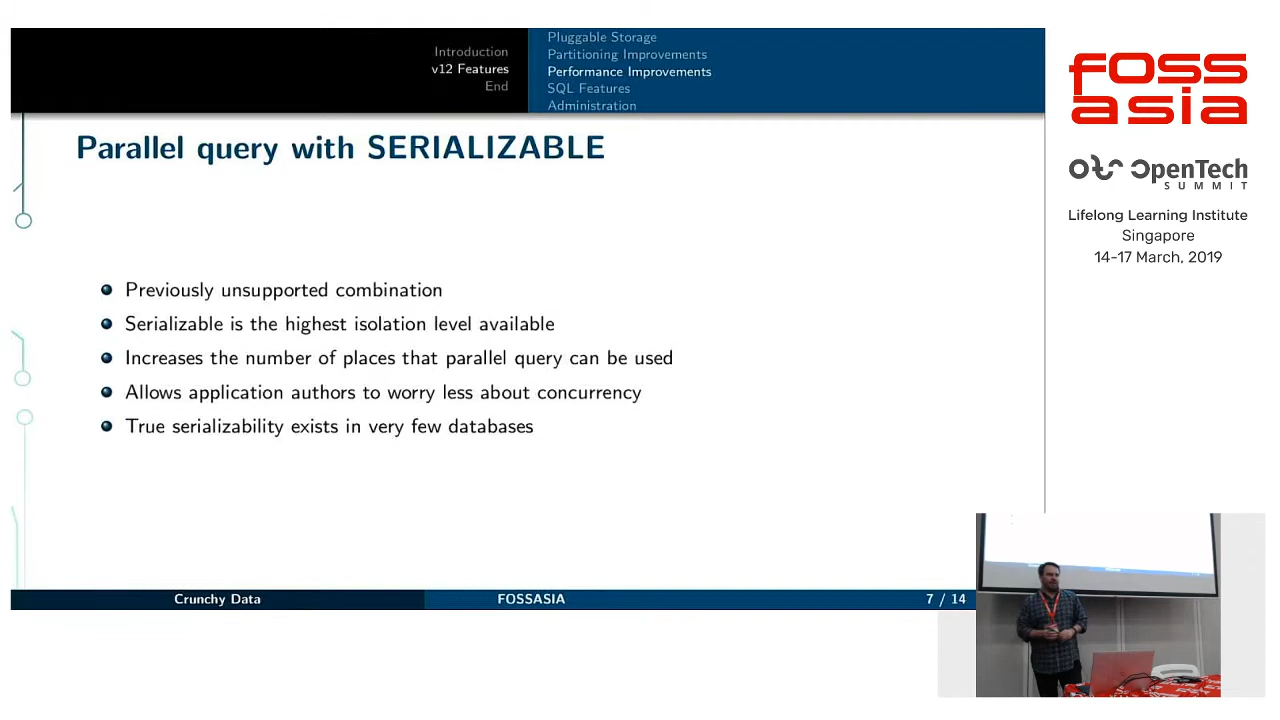 Introduction
v12 Features
End
Pluggable Storage
Partitioning Improvements
Performance Improvements
SQL Features
Administration
Parallel query with SERIALIZABLE
Previously unsupported combination
Serializable is the highest isolation level available
Increases the number of places that parallel query can be used
Allows application authors to worry less about concurrency
True serializability exists in very few databases
Crunchy Data
FOSSASIA
7 / 14
FOSS
asia
OpenTech
SUMMIT
Lifelong Learning Institute
Singapore
14-17 March, 2019